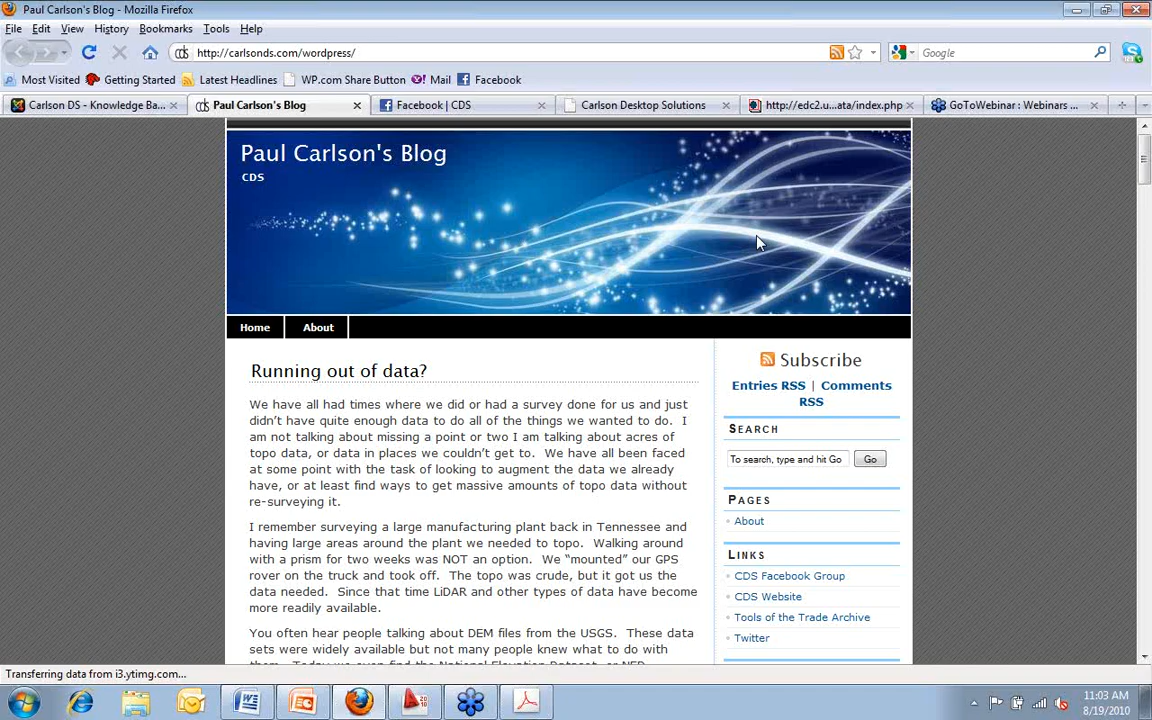 Paul Carlson's Blog - Mozilla Firefox
File Edit View History Bookmarks Tools Help
http://carlsonds.com/wordpress/
Google
Most Visited Getting Started Latest Headlines WP.com Share Button Mail Facebook
Carlson DS - Knowledge Ba...
Paul Carlson's Blog
Facebook | CDS
Carlson Desktop Solutions
http://edc2.u...ata/index.php
GoToWebinar : Webinars ...
Paul Carlson's Blog
CDS
Home About
Running out of data?
We have all had times where we did or had a survey done for us and just
didn't have quite enough data to do all of the things we wanted to do. I
am not talking about missing a point or two I am talking about acres of
topo data, or data in places we couldn't get to. We have all been faced
at some point with the task of looking to augment the data we already
have, or at least find ways to get massive amounts of topo data without
re-surveying it.
I remember surveying a large manufacturing plant back in Tennessee and
having large areas around the plant we needed to topo. Walking around
with a prism for two weeks was NOT an option. We “mounted” our GPS
rover on the truck and took off. The topo was crude, but it got us the
data needed. Since that time LiDAR and other types of data have become
more readily available.
You often hear people talking about DEM files from the USGS. These data
sets were widely available but not many people knew what to do with
them. Today we even find the National Elevation Dataset, or NED
Subscribe
Entries RSS | Comments
RSS
SEARCH
To search, type and hit Go
Go
PAGES
About
LINKS
CDS Facebook Group
CDS Website
Tools of the Trade Archive
Twitter
Transferring data from i3.ytimg.com...
11:03 AM
8/19/2010